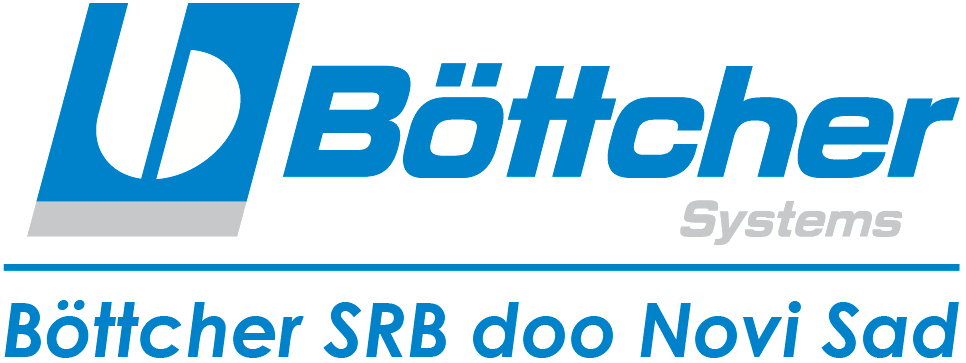 Böttcher
Systems
Böttcher SRB doo Novi Sad